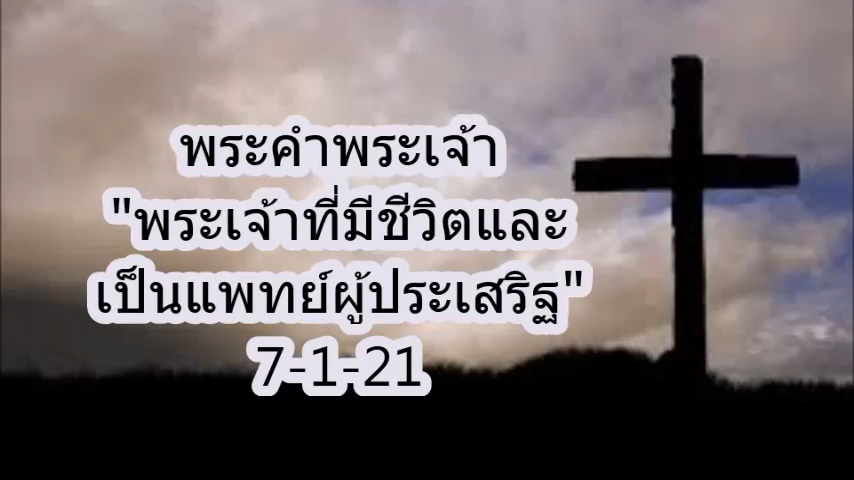 พระคำพระเจ้า
"พระเจ้าที่มีชีวิตและ
เป็นแพทย์ผู้ประเสริฐ"
7-1-21